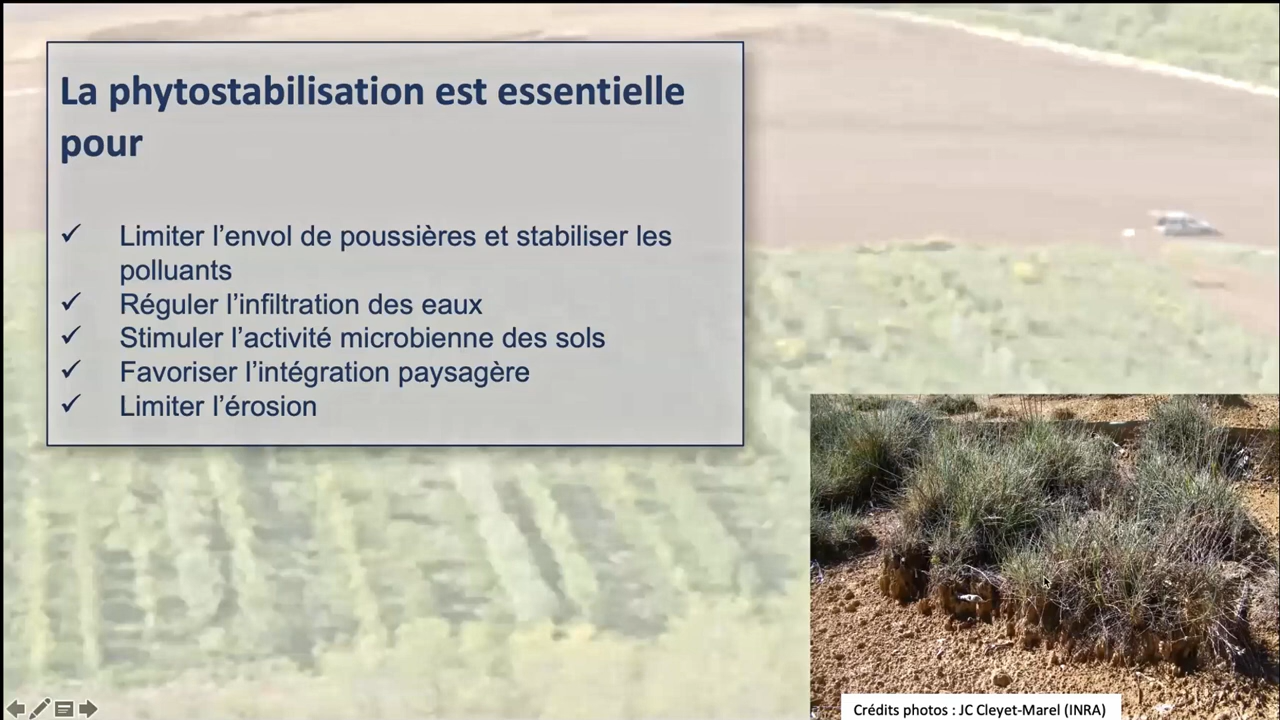 La phytostabilisation est essentielle
pour
✓ Limiter l’envol de poussières et stabiliser les
polluants
✓ Réguler l’infiltration des eaux
✓ Stimuler l’activité microbienne des sols
✓ Favoriser l’intégration paysagère
✓ Limiter l’érosion
Crédits photos : JC Cleyet-Marel (INRA)